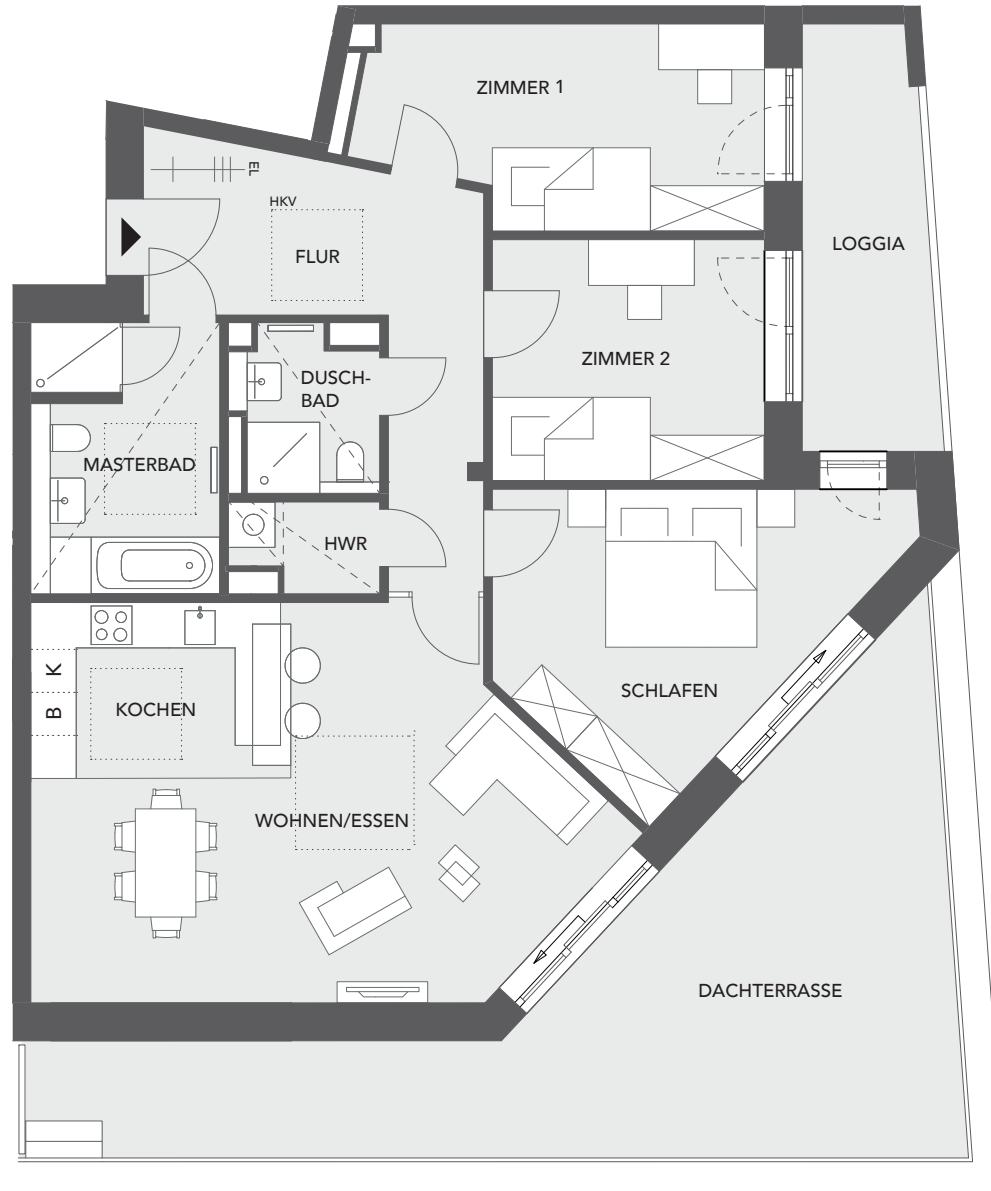 ZIMMER 1
EL
HKV
FLUR
LOGGIA
ZIMMER 2
DUSCH-
BAD
MASTERBAD
HWR
K
B
KOCHEN
SCHLAFEN
WOHNEN/ESSEN
DACHTERRASSE